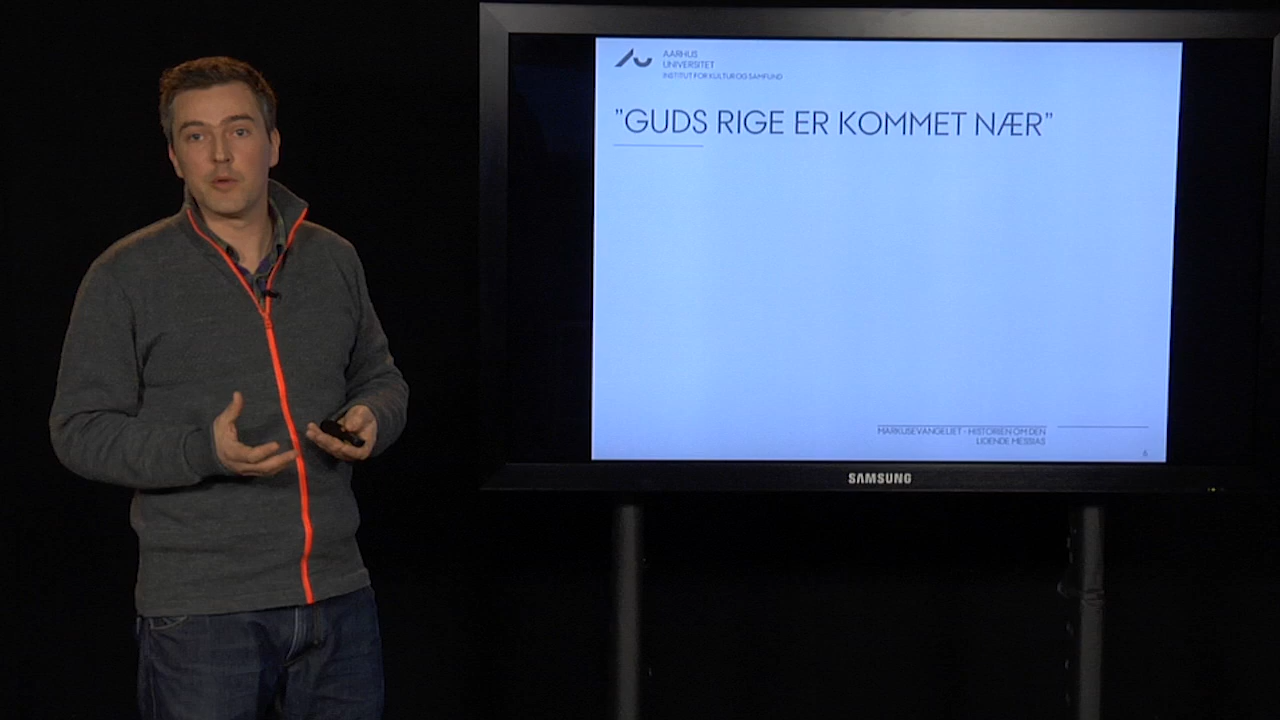 AARHUS
UNIVERSITET
INSTITUT FOR KULTUR OG SAMFUND
"GUDS RIGE ER KOMMET NÆR"
MARKUSEVANGELIET - HISTORIEN OM DEN
LIDENDE MESSIAS
6
SAMSUNG